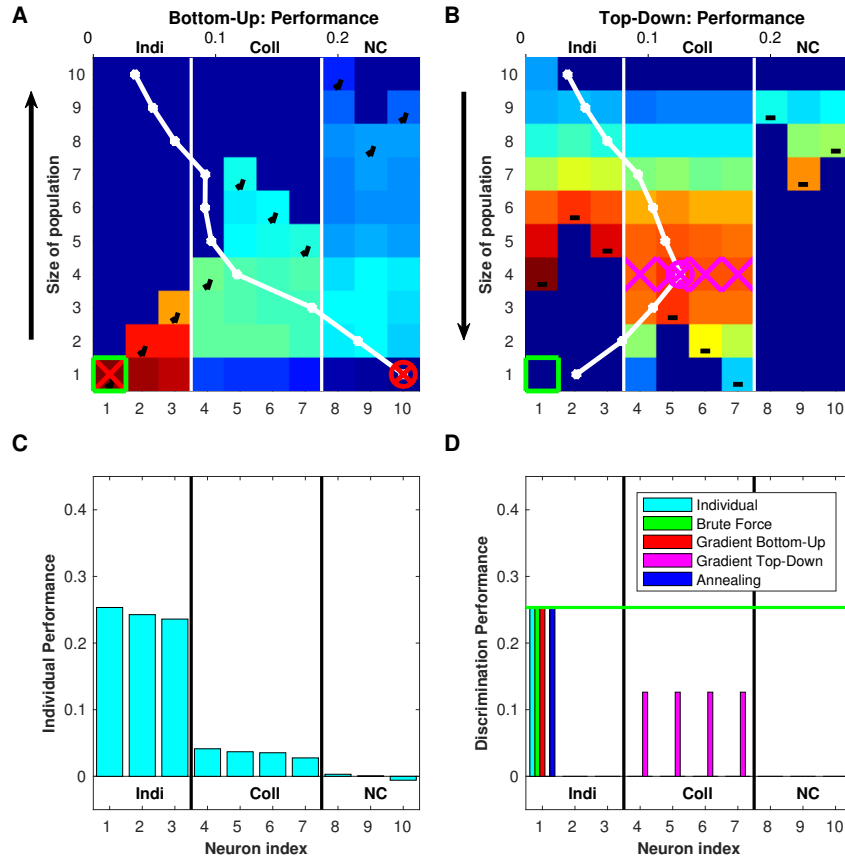 A
Bottom-Up: Performance
0 0.1 0.2
Indi Coll NC
Size of population
10
9
8
7
6
5
4
3
2
1
1 2 3 4 5 6 7 8 9 10
B
Top-Down: Performance
0 0.1 0.2
Indi Coll NC
Size of population
10
9
8
7
6
5
4
3
2
1
1 2 3 4 5 6 7 8 9 10
C
Individual Performance
0.4
0.3
0.2
0.1
0
Indi Coll NC
1 2 3 4 5 6 7 8 9 10
Neuron index
D
Discrimination Performance
0.4
0.3
0.2
0.1
0
Individual
Brute Force
Gradient Bottom-Up
Gradient Top-Down
Annealing
Indi Coll NC
1 2 3 4 5 6 7 8 9 10
Neuron index